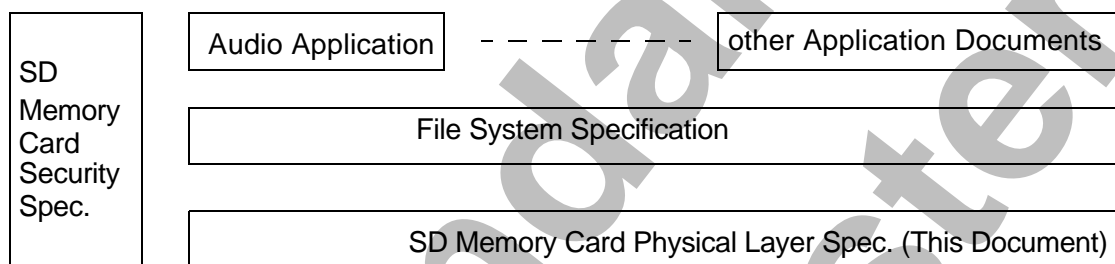 SD
Memory
Card
Security
Spec.
Audio Application
other Application Documents
File System Specification
SD Memory Card Physical Layer Spec. (This Document)